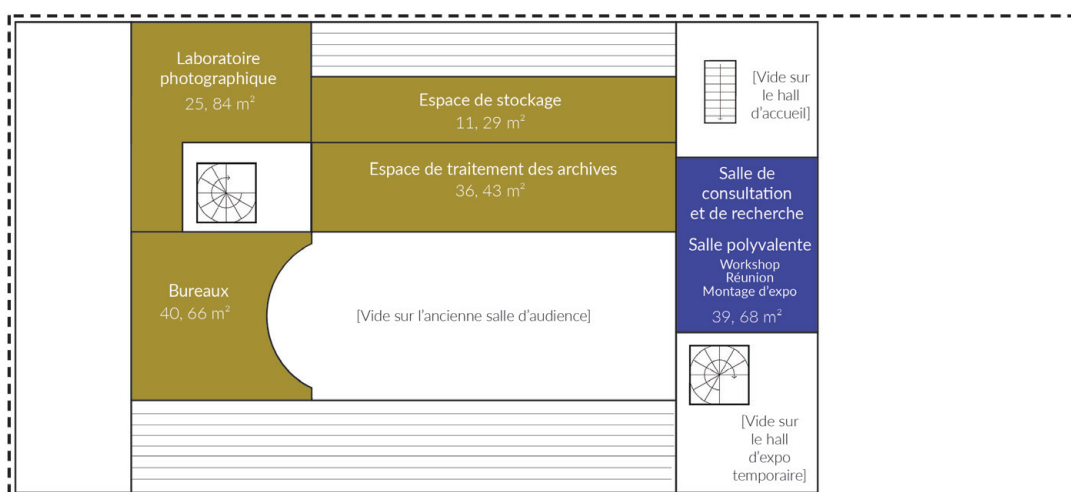 Laboratoire
photographique
25, 84 m²
Espace de stockage
11, 29 m²
[Vide sur
le hall
d'accueil]
Espace de traitement des archives
36, 43 m²
Salle de
consultation
et de recherche
Salle polyvalente
Workshop
Réunion
Montage d'expo
39, 68 m²
Bureaux
40, 66 m²
[Vide sur l'ancienne salle d'audience]
[Vide sur
le hall
d'expo
temporaire]